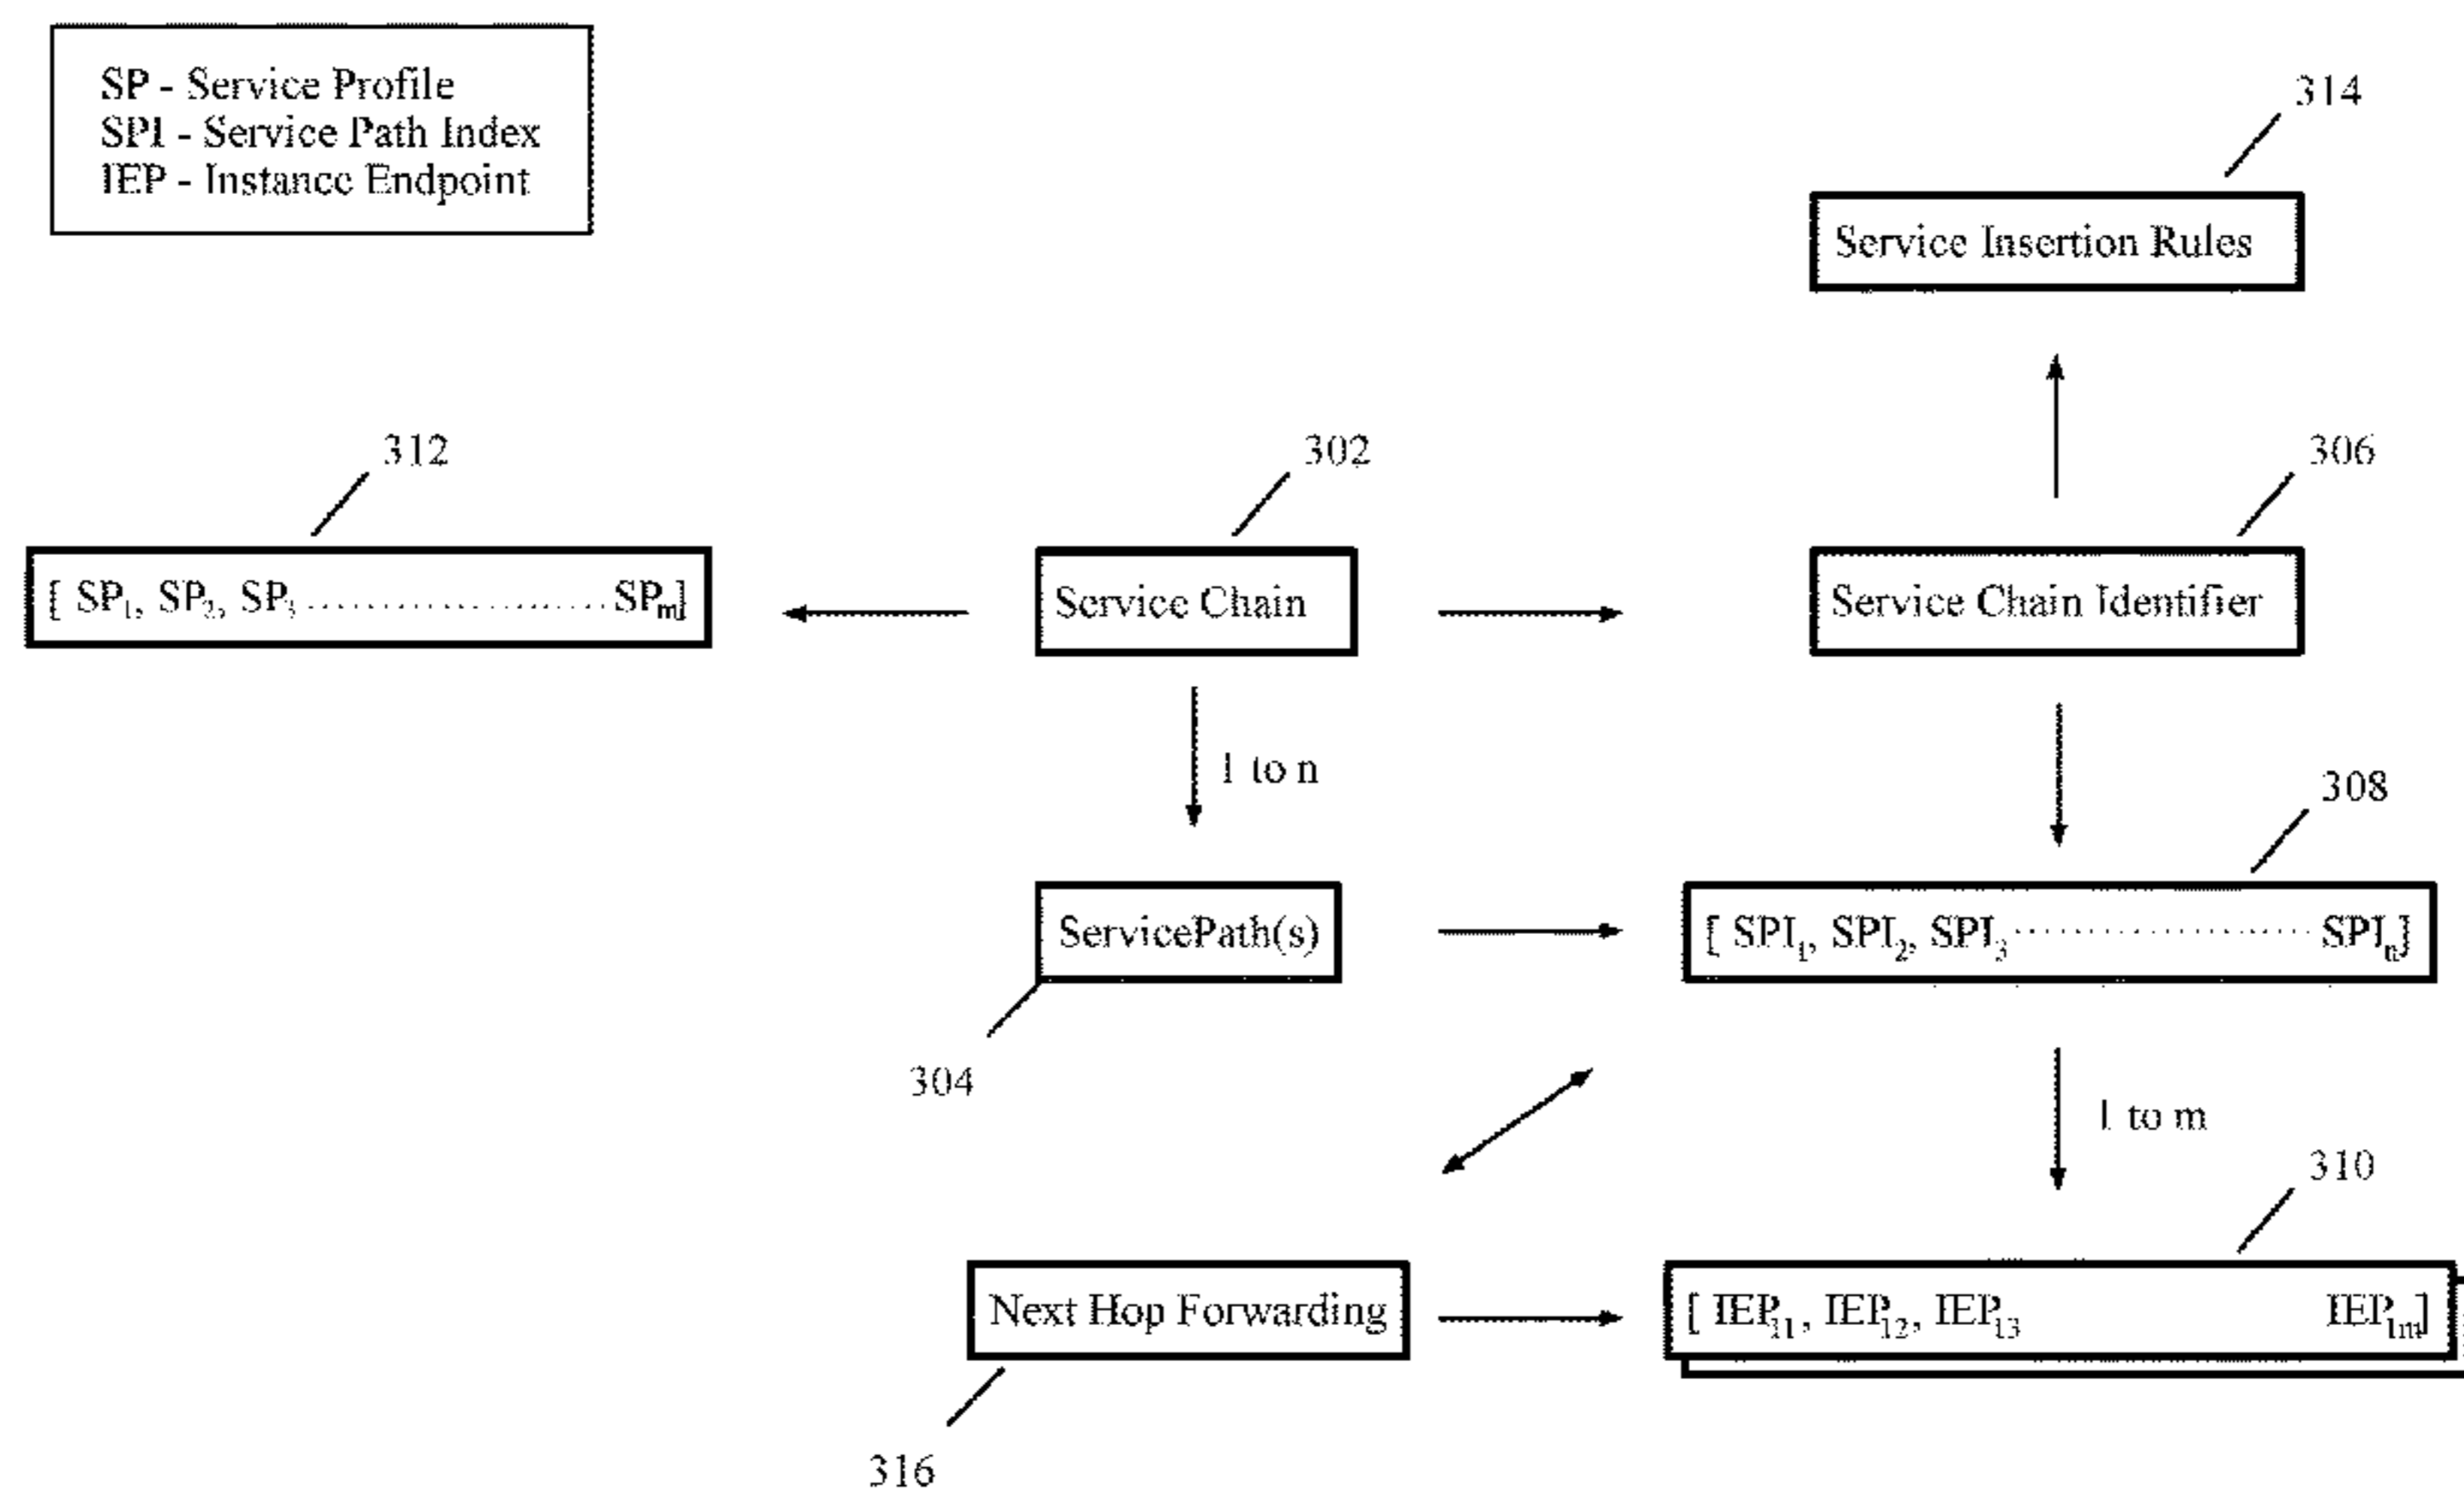 SP - Service Profile
SPI - Service Path Index
IEP - Instance Endpoint
314
Service Insertion Rules
312
302
306
[ SP1, SP2, SP3 .................... SPm]
Service Chain
Service Chain Identifier
1 to n
308
ServicePath(s)
[ SPI1, SPI2, SPI3 .................... SPIn]
304
1 to m
310
Next Hop Forwarding
[ IEP11, IEP12, IEP13 IEP1m]
316